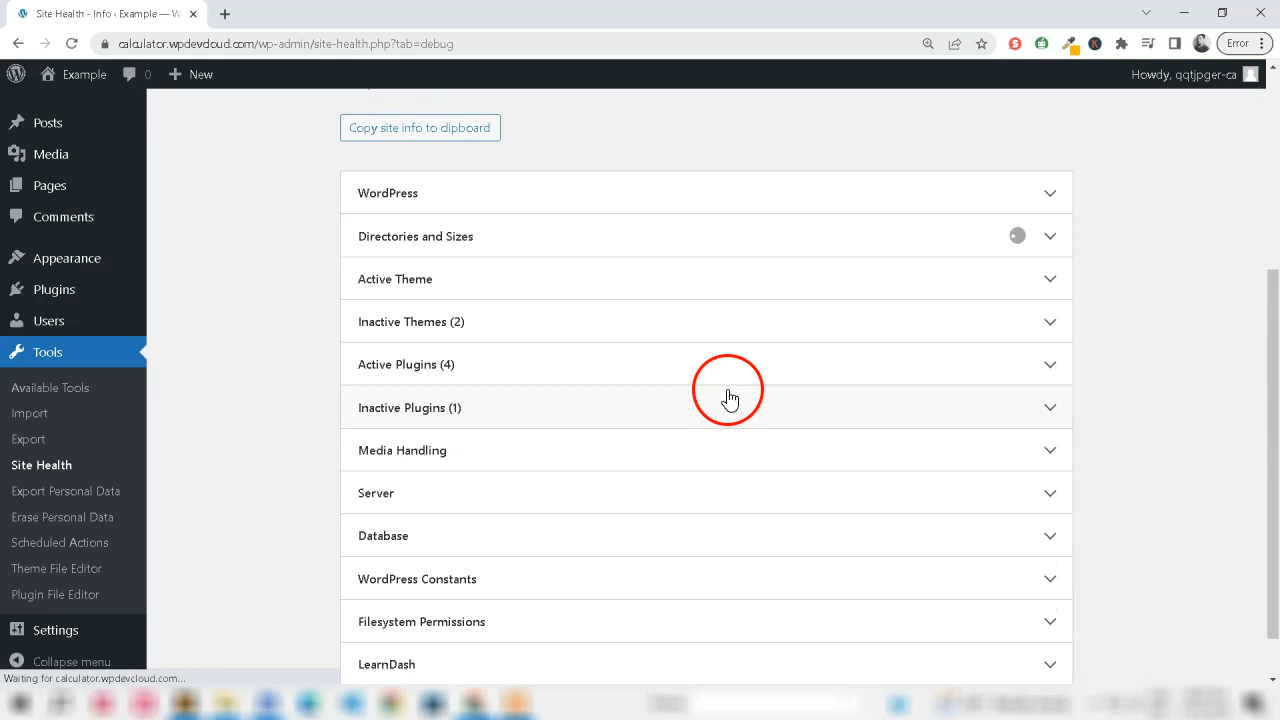 Site Health - Info ‹ Example — W
calculator.wpdevcloud.com/wp-admin/site-health.php?tab=debug
Error
Example
0
New
Howdy, qqtjpger-ca
Posts
Media
Pages
Comments
Appearance
Plugins
Users
Tools
Available Tools
Import
Export
Site Health
Export Personal Data
Erase Personal Data
Scheduled Actions
Theme File Editor
Plugin File Editor
Settings
Collapse menu
Copy site info to clipboard
WordPress
Directories and Sizes
Active Theme
Inactive Themes (2)
Active Plugins (4)
Inactive Plugins (1)
Media Handling
Server
Database
WordPress Constants
Filesystem Permissions
LearnDash
Waiting for calculator.wpdevcloud.com...